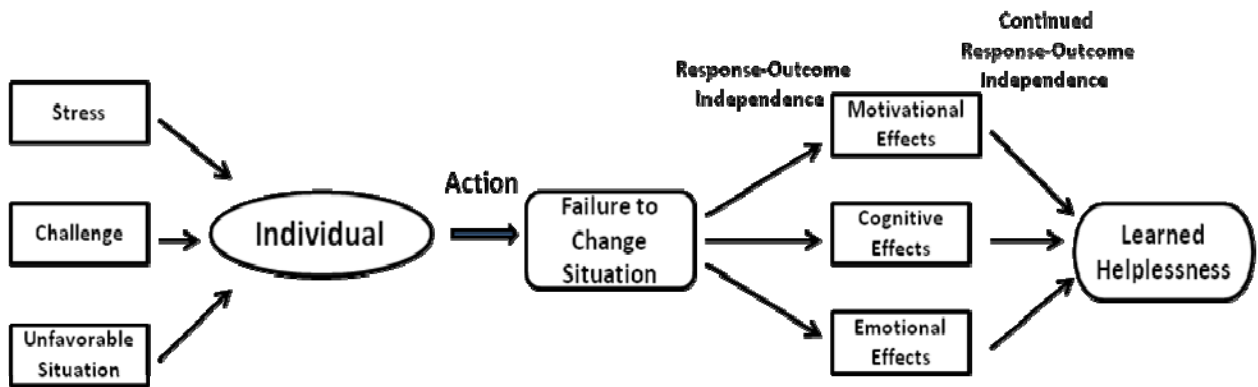 Stress
Challenge
Unfavorable
Situation
Individual
Action
Failure to
Change
Situation
Response-Outcome
Independence
Motivational
Effects
Cognitive
Effects
Emotional
Effects
Continued
Response-Outcome
Independence
Learned
Helplessness